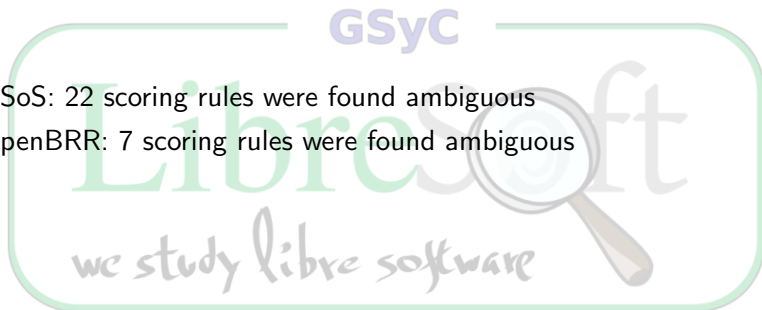 GSyC
SoS: 22 scoring rules were found ambiguous
penBRR: 7 scoring rules were found ambiguous
LibreSoft
we study libre software